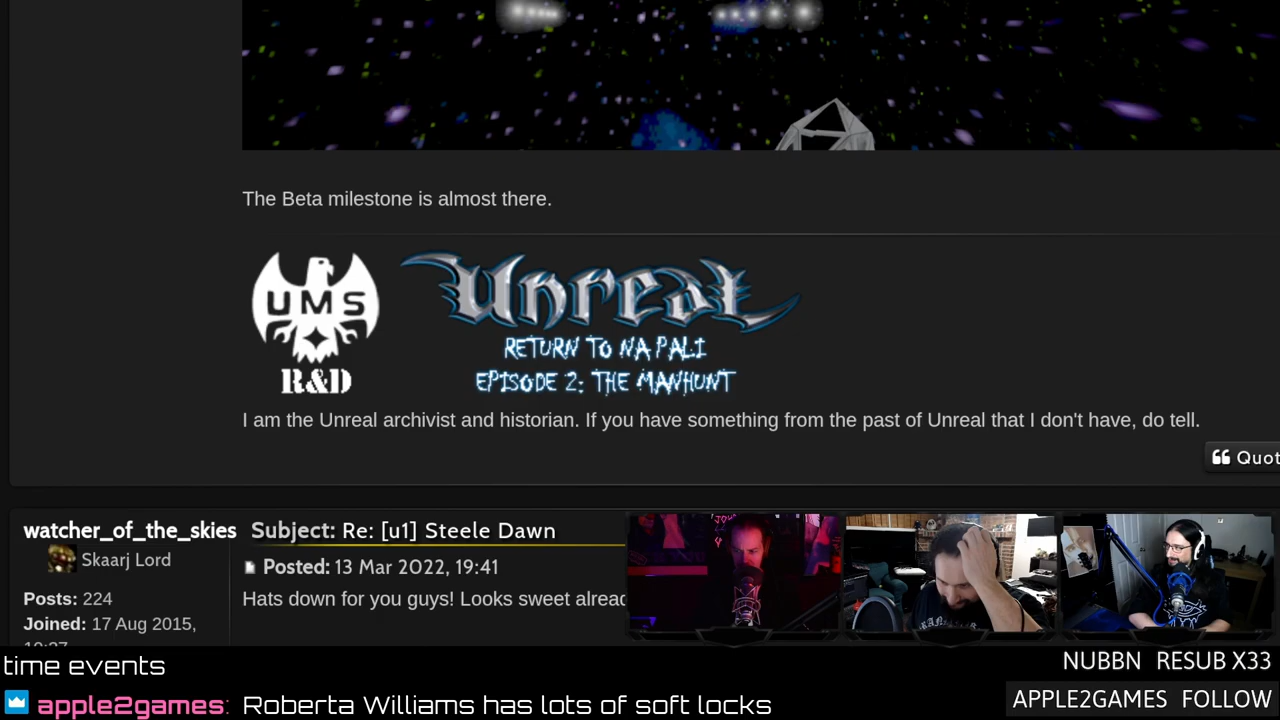 The Beta milestone is almost there.
UMS
R&D
Unreal
RETURN TO NA PALI
EPISODE 2: THE MANHUNT
I am the Unreal archivist and historian. If you have something from the past of Unreal that I don't have, do tell.
Quot
watcher_of_the_skies
Skaarj Lord
Posts: 224
Joined: 17 Aug 2015,
Subject: Re: [u1] Steele Dawn
Posted: 13 Mar 2022, 19:41
Hats down for you guys! Looks sweet alread
time events
apple2games: Roberta Williams has lots of soft locks
NUBBN RESUB X33
APPLE2GAMES FOLLOW